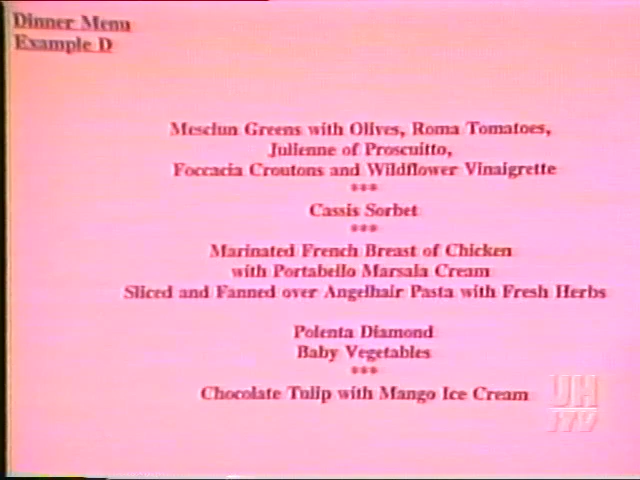 Dinner Menu
Example D
Mesclun Greens with Olives, Roma Tomatoes,
Julienne of Proscuitto,
Foccacia Croutons and Wildflower Vinaigrette
***
Cassis Sorbet
***
Marinated French Breast of Chicken
with Portabello Marsala Cream
Sliced and Fanned over Angelhair Pasta with Fresh Herbs
Polenta Diamond
Baby Vegetables
***
Chocolate Tulip with Mango Ice Cream
UH
ITV